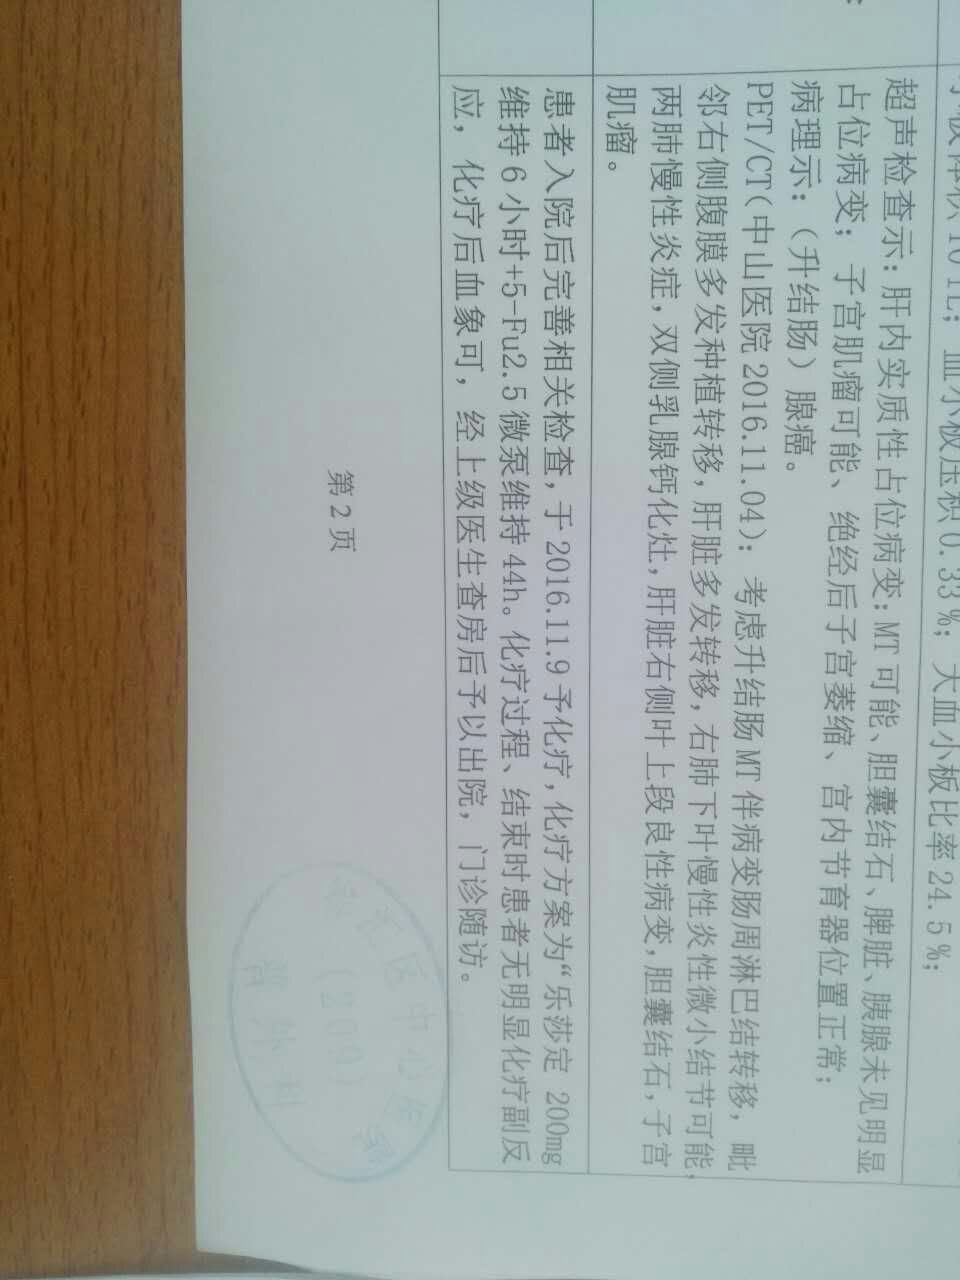 小板体积 10 fL; 血小板压积 0.33%; 大血小板比率 24.5%;
超声检查示: 肝内实质性占位病变: MT 可能、胆囊结石、脾脏、胰腺未见明显
占位病变; 子宫肌瘤可能、绝经后子宫萎缩、宫内节育器位置正常;
病理示: (升结肠) 腺癌。
PET/CT(中山医院 2016.11.04): 考虑升结肠 MT 伴病变肠周淋巴结转移, 毗
邻右侧腹膜多发种植转移, 肝脏多发转移, 右肺下叶慢性炎性微小结节可能,
两肺慢性炎症, 双侧乳腺钙化灶, 肝脏右侧叶上段良性病变, 胆囊结石, 子宫
肌瘤。
患者入院后完善相关检查, 于 2016.11.9 予化疗, 化疗方案为“乐莎定 200mg
维持 6 小时+5-Fu2.5 微泵维持 44h。化疗过程、结束时患者无明显化疗副反
应, 化疗后血象可, 经上级医生查房后予以出院, 门诊随访。
第 2 页
区中心医院
(200)
普外科